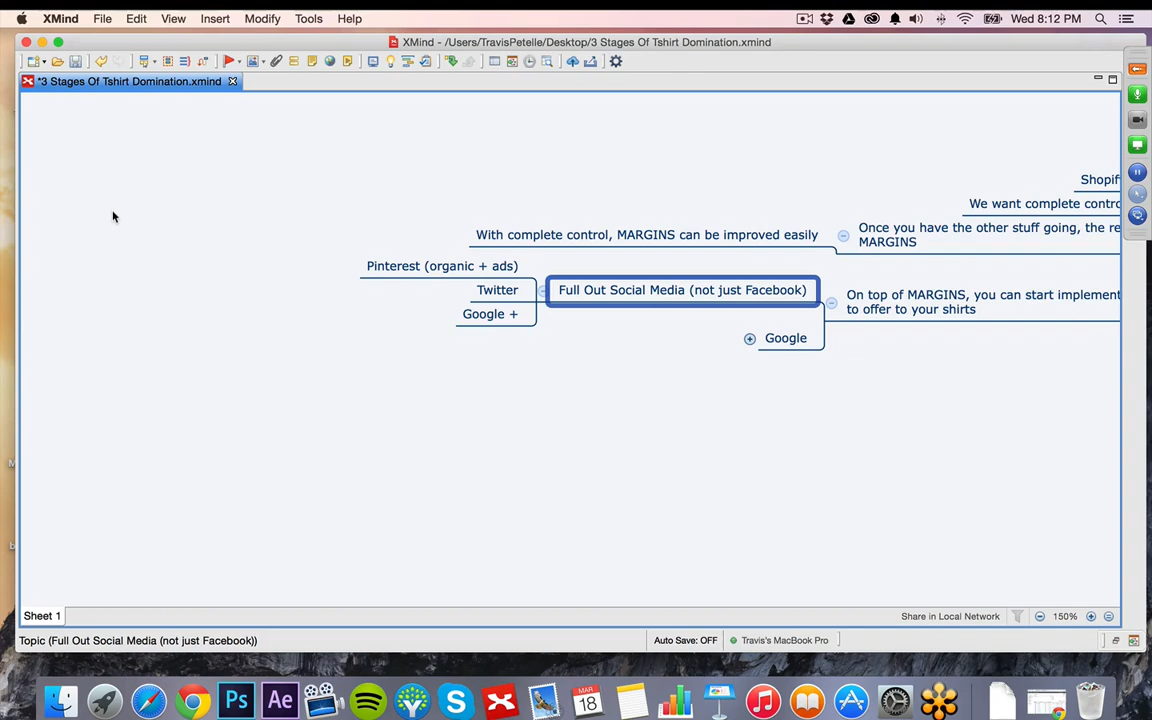 XMind File Edit View Insert Modify Tools Help Wed 8:12 PM
XMind - /Users/TravisPetelle/Desktop/3 Stages Of Tshirt Domination.xmind
*3 Stages Of Tshirt Domination.xmind
Shopif
We want complete contro
Once you have the other stuff going, the re
MARGINS
With complete control, MARGINS can be improved easily
Pinterest (organic + ads)
Twitter
Google +
Full Out Social Media (not just Facebook)
On top of MARGINS, you can start implement
to offer to your shirts
Google
Sheet 1
Share in Local Network
150%
Topic (Full Out Social Media (not just Facebook))
Auto Save: OFF
Travis's MacBook Pro
Ps
Ae
MAR
18